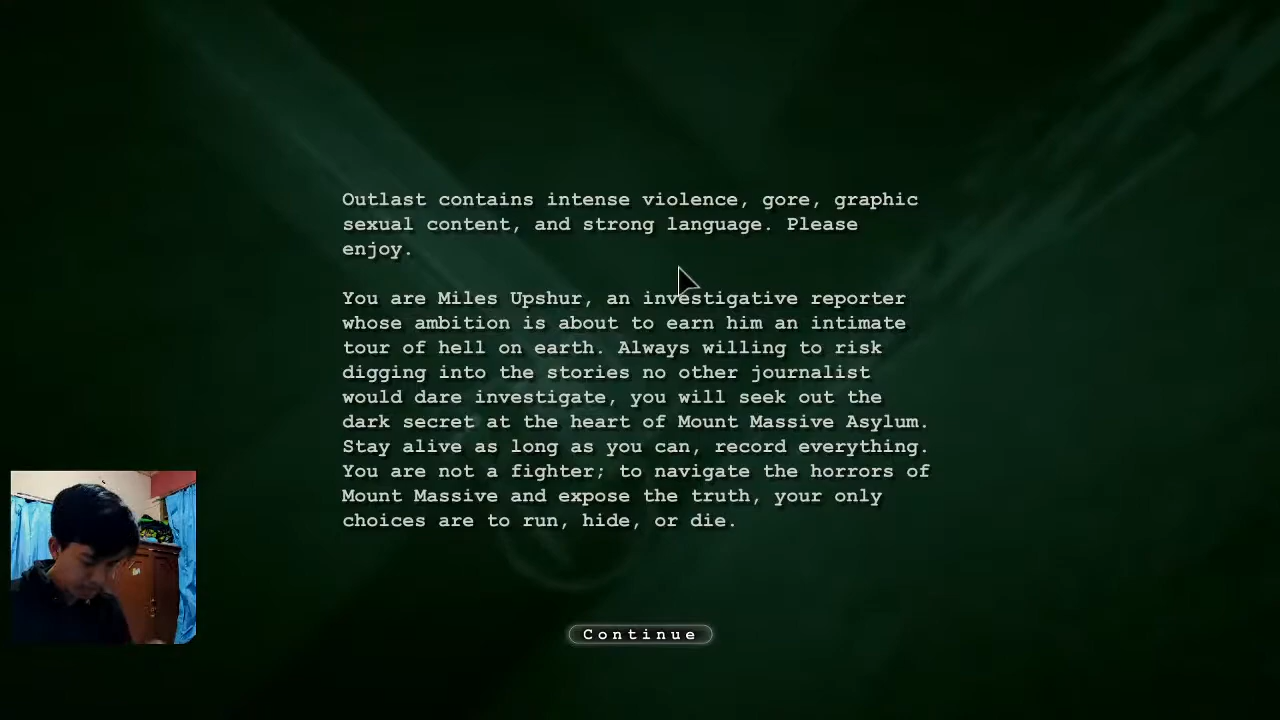 Outlast contains intense violence, gore, graphic
sexual content, and strong language. Please
enjoy.
You are Miles Upshur, an investigative reporter
whose ambition is about to earn him an intimate
tour of hell on earth. Always willing to risk
digging into the stories no other journalist
would dare investigate, you will seek out the
dark secret at the heart of Mount Massive Asylum.
Stay alive as long as you can, record everything.
You are not a fighter; to navigate the horrors of
Mount Massive and expose the truth, your only
choices are to run, hide, or die.
Continue